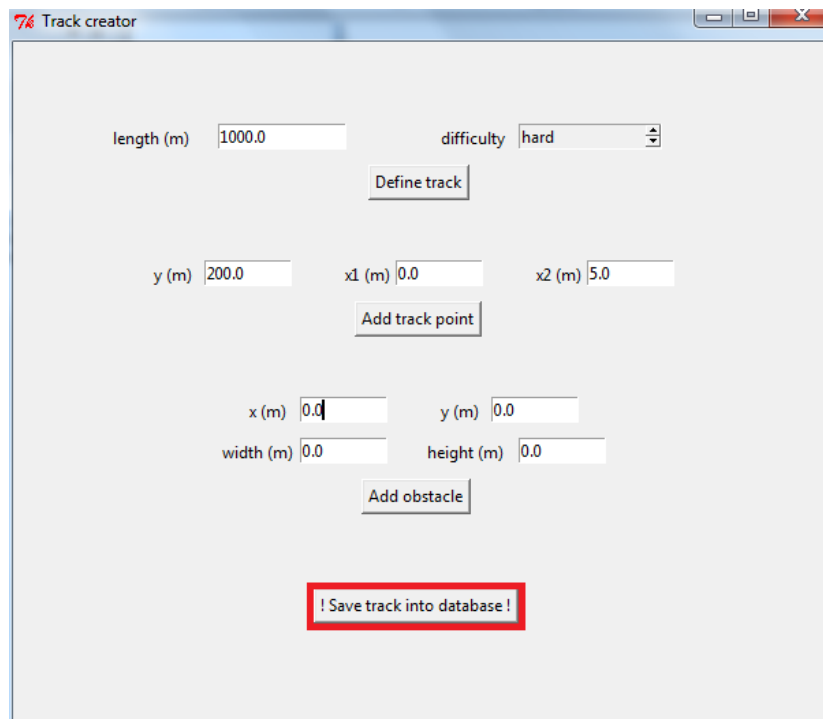 Track creator
length (m) 1000.0 difficulty hard
Define track
y (m) 200.0 x1 (m) 0.0 x2 (m) 5.0
Add track point
x (m) 0.0 y (m) 0.0
width (m) 0.0 height (m) 0.0
Add obstacle
! Save track into database !